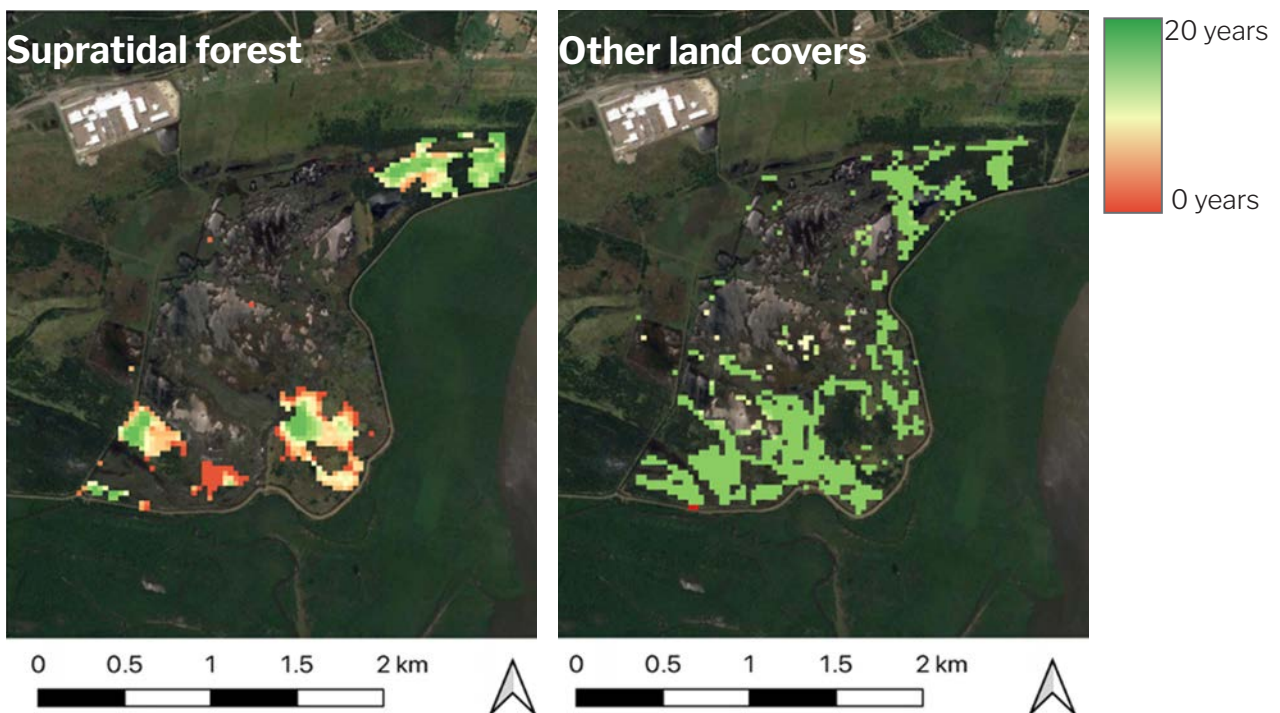 Supratidal forest
Other land covers
20 years
0 years
0 0.5 1 1.5 2 km
0 0.5 1 1.5 2 km